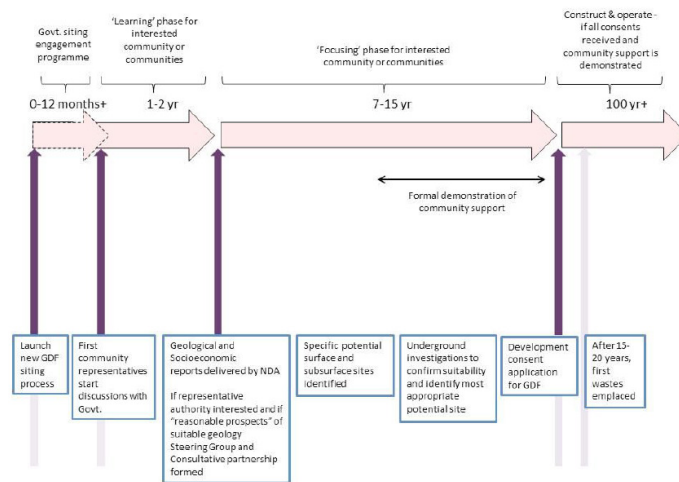 Govt. siting
engagement
programme
'Learning' phase for
interested
community or
communities
'Focusing' phase for interested
community or communities
Construct & operate -
if all consents
received and
community support is
demonstrated
0-12 months+
1-2 yr
7-15 yr
100 yr+
Formal demonstration of
community support
Launch
new GDF
siting
process
First
community
representatives
start
discussions with
Govt.
Geological and
Socioeconomic
reports delivered by NDA
If representative
authority interested and if
"reasonable prospects" of
suitable geology
Steering Group and
Consultative partnership
formed
Specific potential
surface and
subsurface sites
identified
Underground
investigations to
confirm suitability and
identify most
appropriate
potential site
Development
consent
application
for GDF
After 15-
20 years,
first
wastes
emplaced